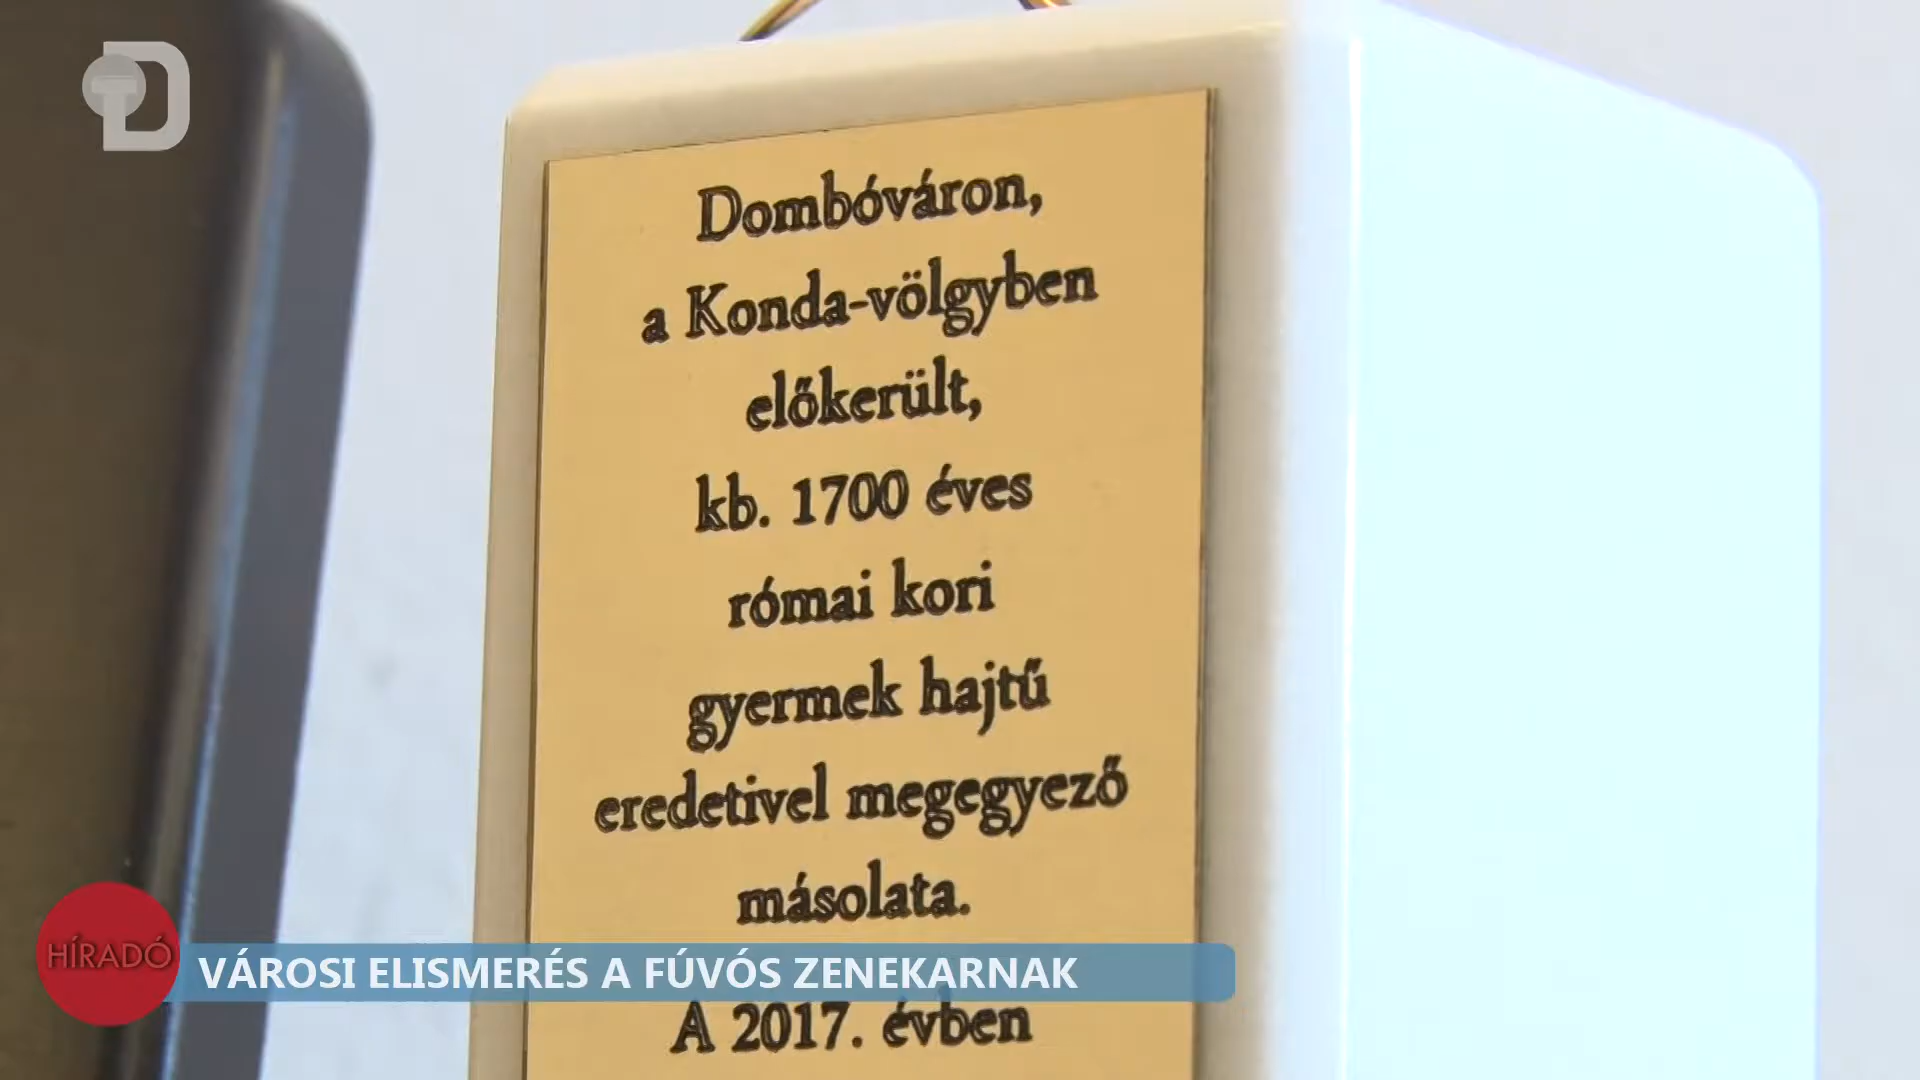 Dombóváron,
a Konda-völgyben
előkerült,
kb. 1700 éves
római kori
gyermek hajtű
eredetivel megegyező
másolata.
HÍRADÓ
VÁROSI ELISMERÉS A FÚVÓS ZENEKARNAK
A 2017. évben